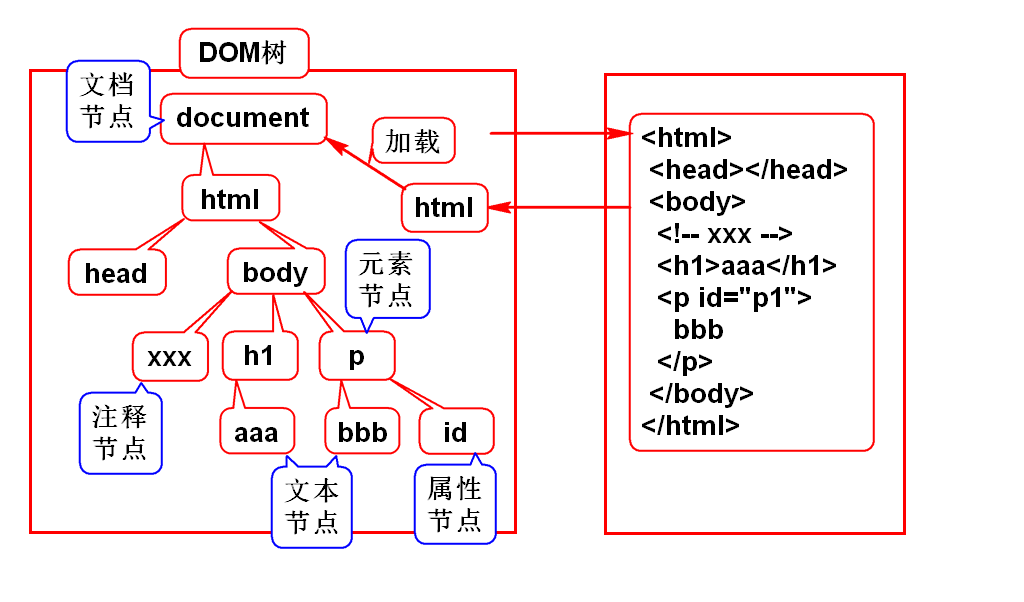 DOM树
文档
节点
document
加载
html
html
head
body
元素
节点
xxx
h1
p
注释
节点
aaa
bbb
id
文本
节点
属性
节点
<html>
<head></head>
<body>
<!-- xxx -->
<h1>aaa</h1>
<p id="p1">
bbb
</p>
</body>
</html>